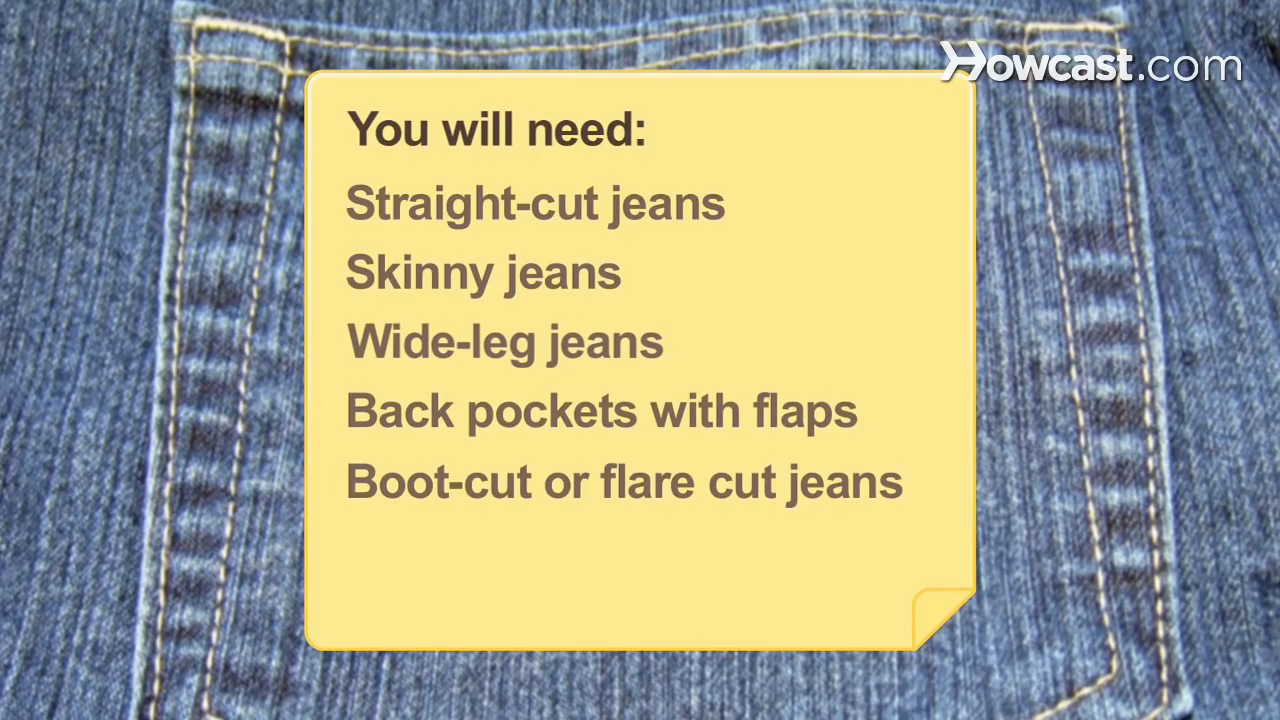 Howcast.com
You will need:
Straight-cut jeans
Skinny jeans
Wide-leg jeans
Back pockets with flaps
Boot-cut or flare cut jeans